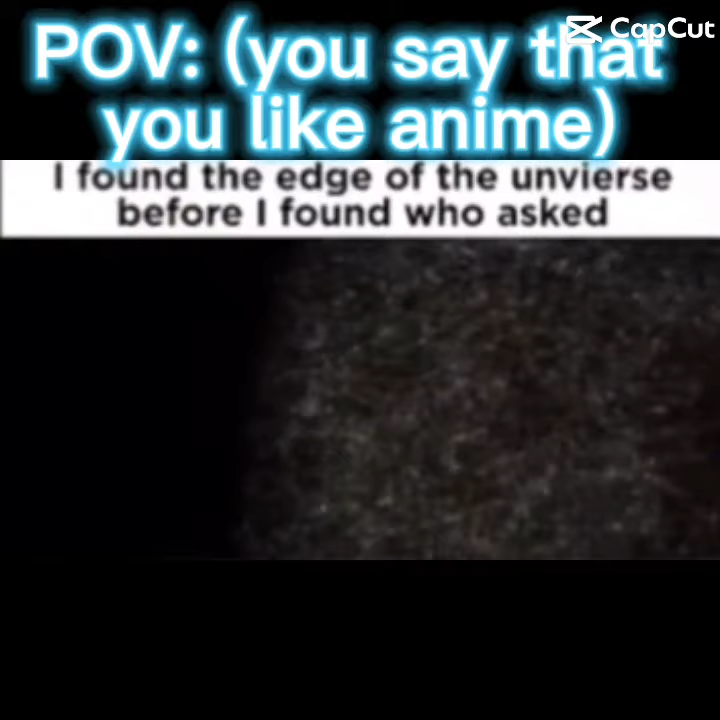 CapCut
POV: (you say that
you like anime)
I found the edge of the unvierse
before I found who asked